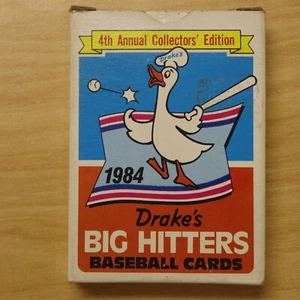 4th Annual Collectors' Edition
Drake's
1984
Drake's
BIG HITTERS
BASEBALL CARDS